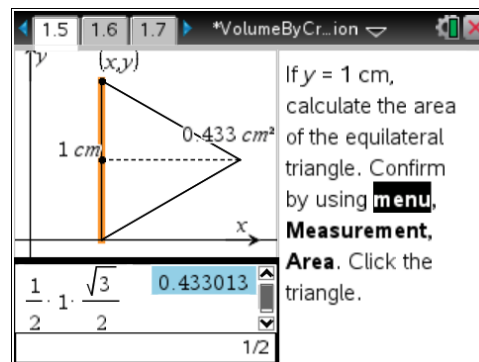 1.5 1.6 1.7 *VolumeByCr...ion
y
(x,y)
0.433 cm²
1 cm
x
1/2 · 1 · √3/2 0.433013
1/2
If y = 1 cm,
calculate the area
of the equilateral
triangle. Confirm
by using menu,
Measurement,
Area. Click the
triangle.